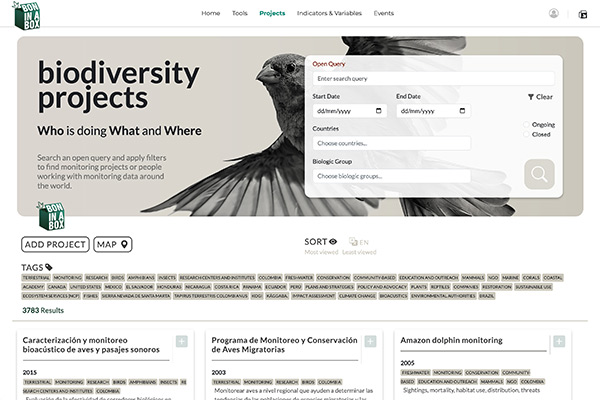 BON
IN A
BOX
Home Tools Projects Indicators & Variables Events
biodiversity
projects
Who is doing What and Where
Search an open query and apply filters
to find monitoring projects or people
working with monitoring data around
the world.
Open Query
Enter search query
Start Date End Date
dd/mm/yyyy dd/mm/yyyy
Clear
Countries
Choose countries...
Ongoing
Closed
Biologic Group
Choose biologic groups...
BON
IN A
BOX
ADD PROJECT MAP
SORT EN
Most viewed Least viewed
TAGS
TERRESTRIAL MONITORING RESEARCH BIRDS AMPHIBIANS INSECTS RESEARCH CENTERS AND INSTITUTES COLOMBIA FRESHWATER CONSERVATION COMMUNITY-BASED EDUCATION AND OUTREACH MAMMALS NGO MARINE CORALS COASTAL
ACADEMY CANADA UNITED STATES MEXICO EL SALVADOR HONDURAS NICARAGUA COSTA RICA PANAMA ECUADOR PERU PLANS AND STRATEGIES POLICY AND ADVOCACY PLANTS REPTILES COMPANIES RESTORATION SUSTAINABLE USE
ECOSYSTEM SERVICES (NCP) FISHES SIERRA NEVADA DE SANTA MARTA TAPIRUS TERRESTRIS COLOMBIANUS KOGI KÁGGABA. IMPACT ASSESSMENT CLIMATE CHANGE BIOACOUSTICS ENVIRONMENTAL AUTHORITIES BRAZIL
3783 Results
Caracterización y monitoreo
bioacústico de aves y pasajes sonoros
2015
TERRESTRIAL MONITORING RESEARCH BIRDS AMPHIBIANS INSECTS RE
SEARCH CENTERS AND INSTITUTES COLOMBIA
Programa de Monitoreo y Conservación
de Aves Migratorias
2003
TERRESTRIAL MONITORING RESEARCH BIRDS COLOMBIA
Monitorear aves a nivel regional que ayuden a determinar las
Amazon dolphin monitoring
2005
FRESHWATER MONITORING CONSERVATION COMMUNITY
BASED EDUCATION AND OUTREACH MAMMALS NGO COLOMBIA
Sightings, mortality, habitat use, distribution, threats